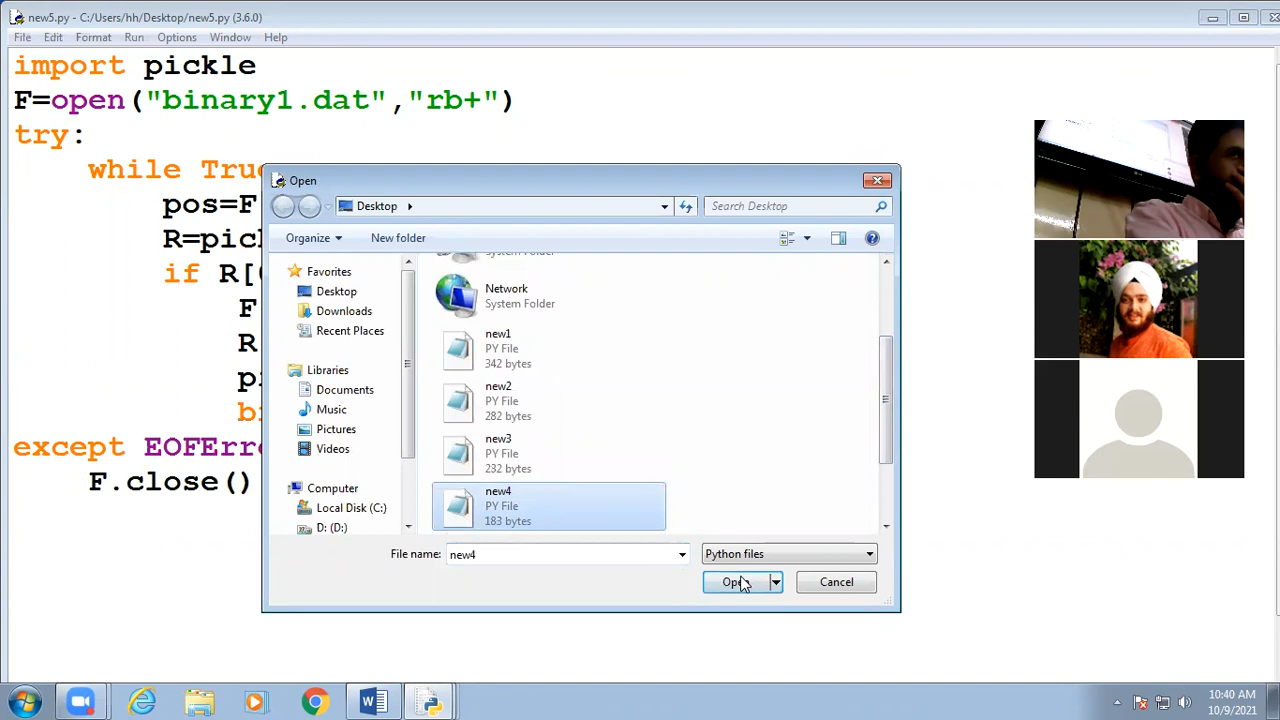 new5.py - C:/Users/hh/Desktop/new5.py (3.6.0)
File Edit Format Run Options Window Help
import pickle
F=open("binary1.dat","rb+")
try:
while True
pos=F
R=pick
if R[
F
R
pi
b
except EOFErro
F.close()
Open
Desktop
Search Desktop
Organize
New folder
Favorites
Desktop
Downloads
Recent Places
Libraries
Documents
Music
Pictures
Videos
Computer
Local Disk (C:)
D: (D:)
System Folder
Network
System Folder
new1
PY File
342 bytes
new2
PY File
282 bytes
new3
PY File
232 bytes
new4
PY File
183 bytes
File name: new4
Python files
Open
Cancel
10:40 AM
10/9/2021